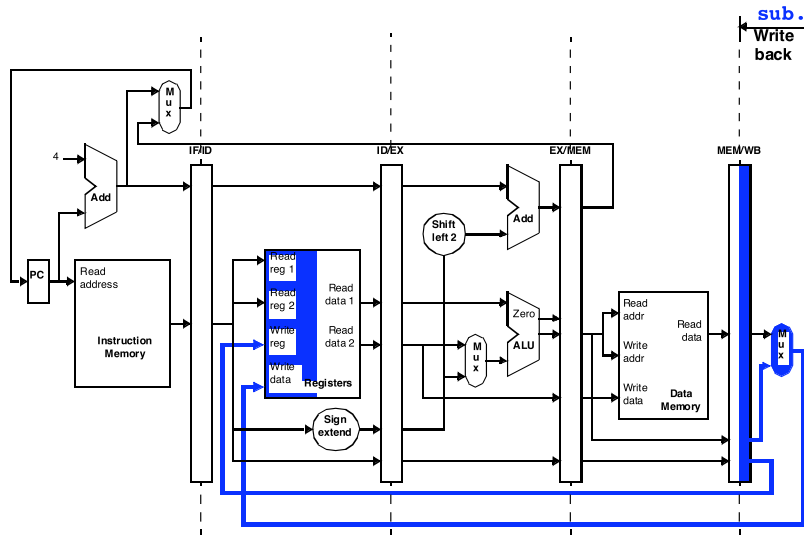 sub.
Write
back
M
u
x
IF/ID
ID/EX
EX/MEM
MEM/WB
4
Add
Add
Shift
left 2
PC
Read
address
Instruction
Memory
Read
reg 1
Read
reg 2
Write
reg
Write
data
Read
data 1
Read
data 2
Registers
Sign
extend
M
u
x
Zero
ALU
Read
addr
Write
addr
Write
data
Read
data
Data
Memory
M
u
x